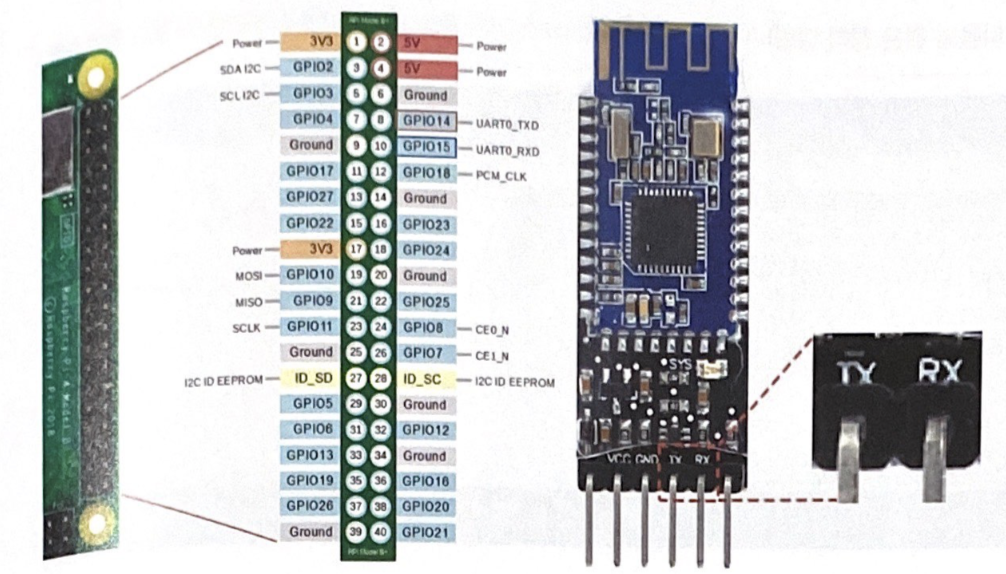 RPi Model B+
Power 3V3 1 2 5V Power
SDA I2C GPIO2 3 4 5V Power
SCL I2C GPIO3 5 6 Ground
GPIO4 7 8 GPIO14 UART0_TXD
Ground 9 10 GPIO15 UART0_RXD
GPIO17 11 12 GPIO18 PCM_CLK
GPIO27 13 14 Ground
GPIO22 15 16 GPIO23
Power 3V3 17 18 GPIO24
MOSI GPIO10 19 20 Ground
MISO GPIO9 21 22 GPIO25
SCLK GPIO11 23 24 GPIO8 CE0_N
Ground 25 26 GPIO7 CE1_N
I2C ID EEPROM ID_SD 27 28 ID_SC I2C ID EEPROM
GPIO5 29 30 Ground
GPIO6 31 32 GPIO12
GPIO13 33 34 Ground
GPIO19 35 36 GPIO16
GPIO26 37 38 GPIO20
Ground 39 40 GPIO21
RPi Model B+
SYS
VCC GND TX RX
TX RX